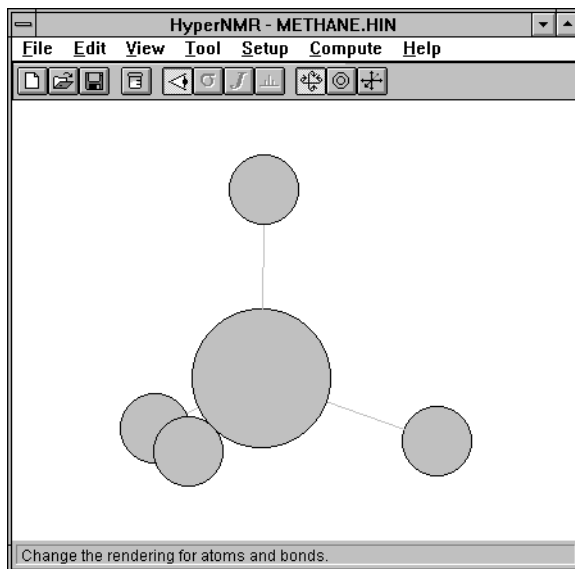 HyperNMR - METHANE.HIN
File Edit View Tool Setup Compute Help
σ J
Change the rendering for atoms and bonds.